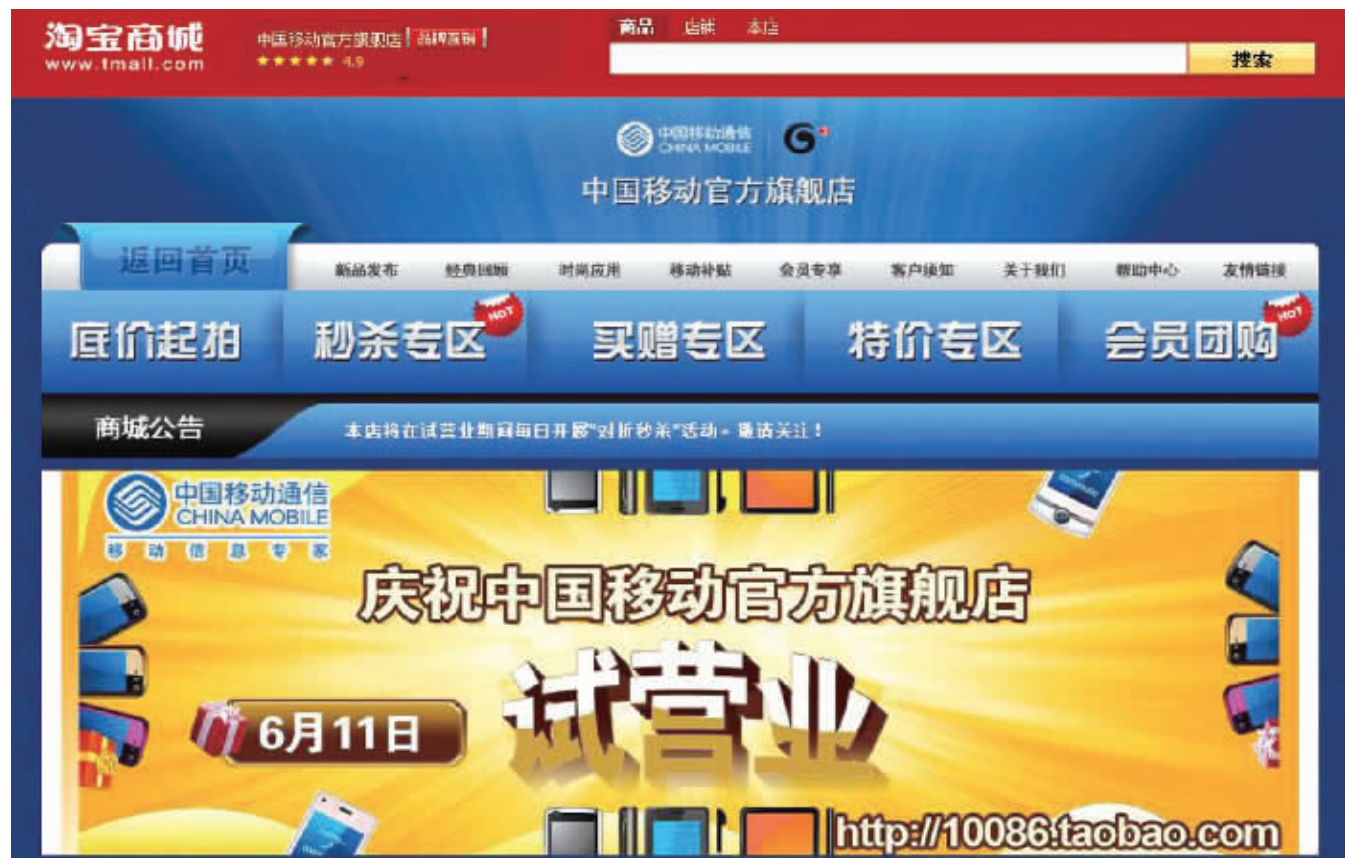 淘宝商城
www.tmall.com
中国移动官方旗舰店 品牌直销
★★★★★ 4.9
商品 店铺 本店
搜索
中国移动通信
CHINA MOBILE
中国移动官方旗舰店
返回首页 新品发布 经典回顾 时尚应用 移动补贴 会员专享 客户须知 关于我们 帮助中心 友情链接
底价起拍 秒杀专区 HOT 买赠专区 特价专区 会员团购 HOT
商城公告 本店将在试营业期间每日开展“对折秒杀”活动，敬请关注！
中国移动通信
CHINA MOBILE
移动信息专家
庆祝中国移动官方旗舰店
试营业
6月11日
http://10086.taobao.com